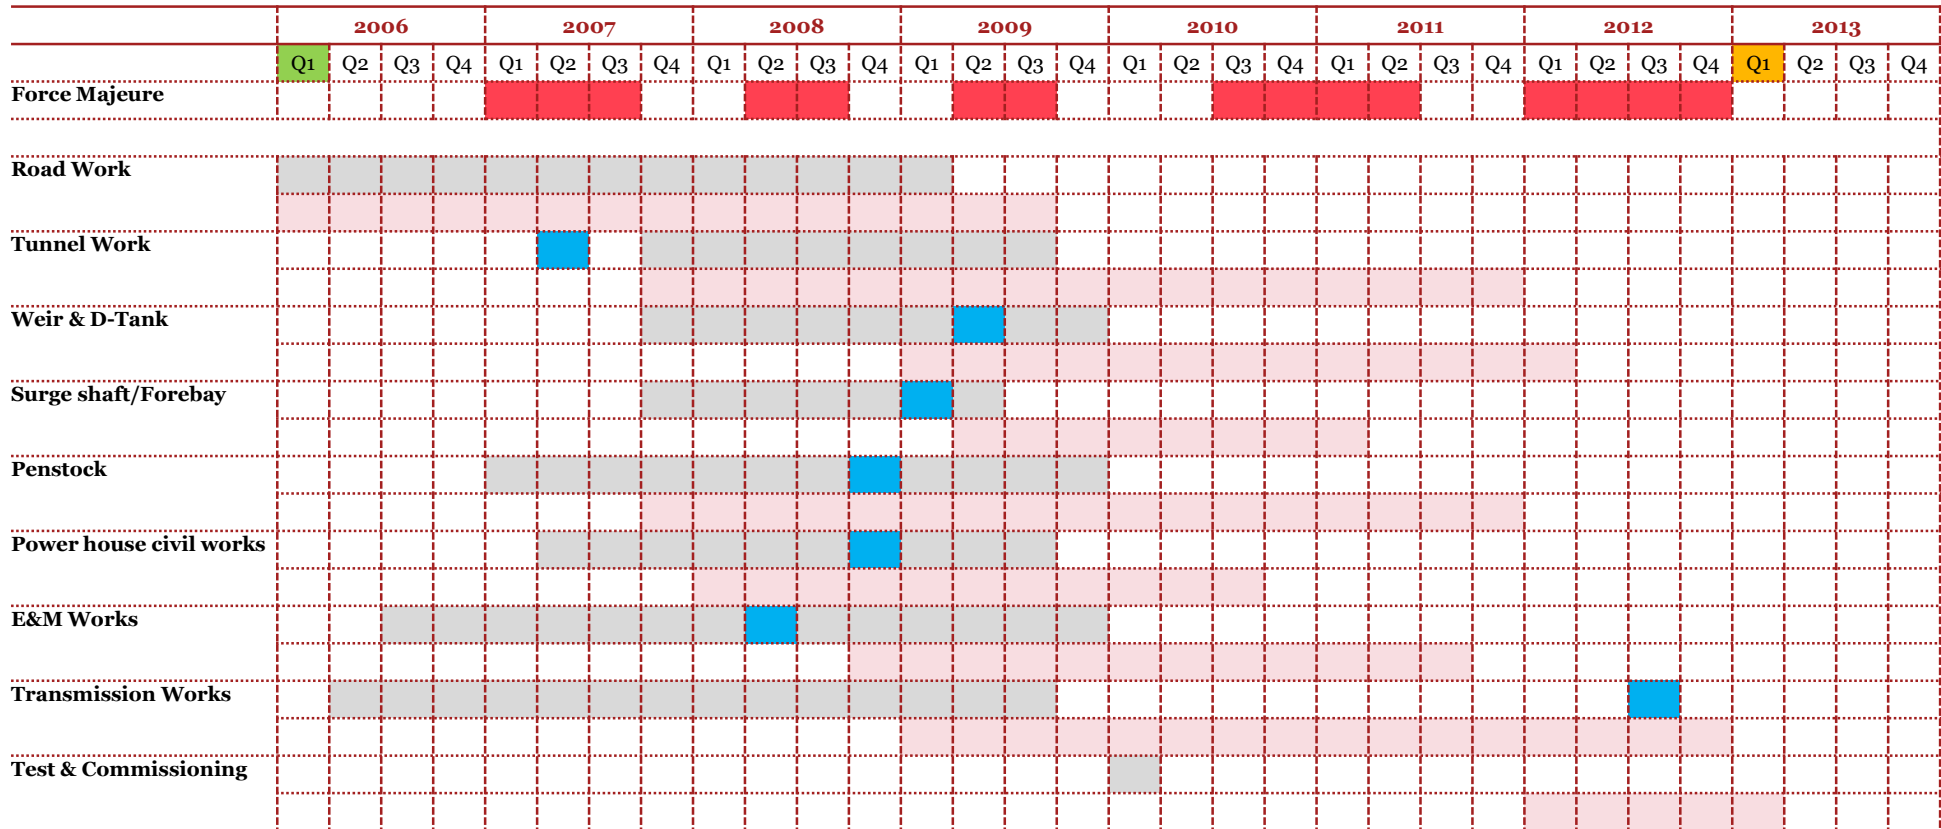 2006 2007 2008 2009 2010 2011 2012 2013
Q1 Q2 Q3 Q4 Q1 Q2 Q3 Q4 Q1 Q2 Q3 Q4 Q1 Q2 Q3 Q4 Q1 Q2 Q3 Q4 Q1 Q2 Q3 Q4 Q1 Q2 Q3 Q4 Q1 Q2 Q3 Q4
Force Majeure
Road Work
Tunnel Work
Weir & D-Tank
Surge shaft/Forebay
Penstock
Power house civil works
E&M Works
Transmission Works
Test & Commissioning